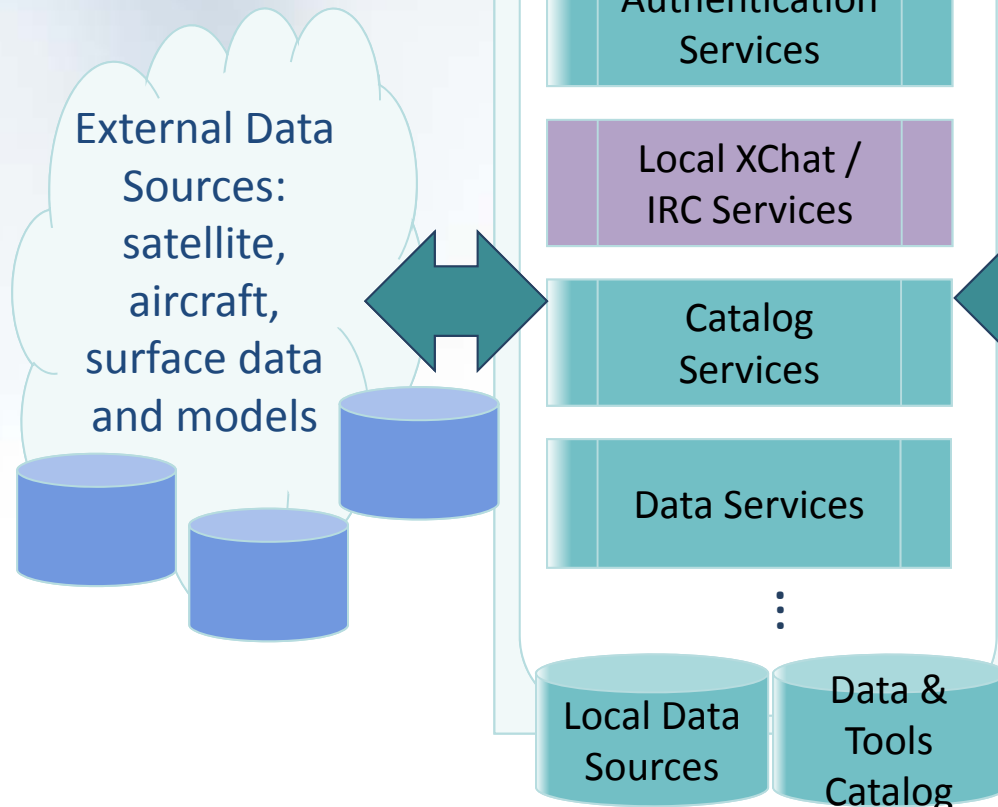 External Data
Sources:
satellite,
aircraft,
surface data
and models
Authentication
Services
Local XChat /
IRC Services
Catalog
Services
Data Services
⋮
Local Data
Sources
Data &
Tools
Catalog